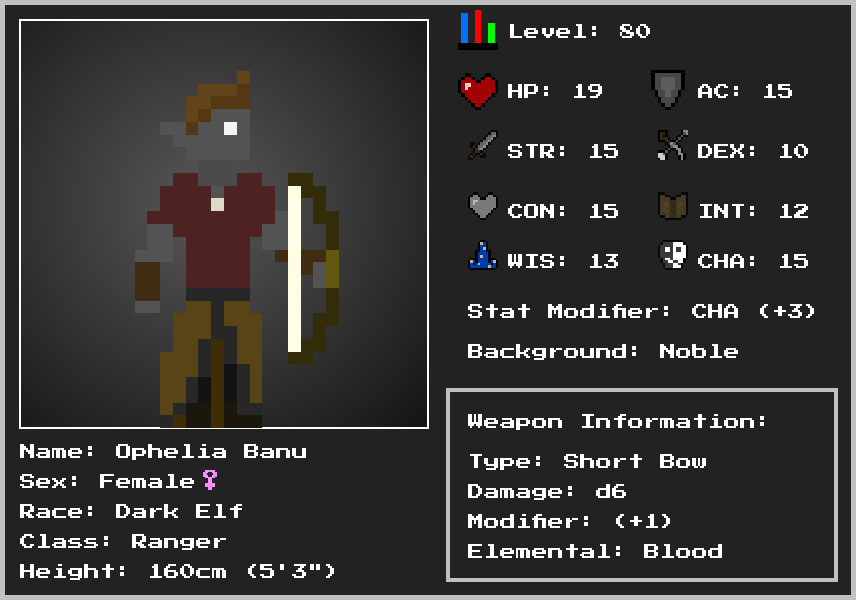 Level: 80
HP: 19 AC: 15
STR: 15 DEX: 10
CON: 15 INT: 12
WIS: 13 CHA: 15
Stat Modifier: CHA (+3)
Background: Noble
Weapon Information:
Type: Short Bow
Damage: d6
Modifier: (+1)
Elemental: Blood
Name: Ophelia Banu
Sex: Female♀
Race: Dark Elf
Class: Ranger
Height: 160cm (5'3")